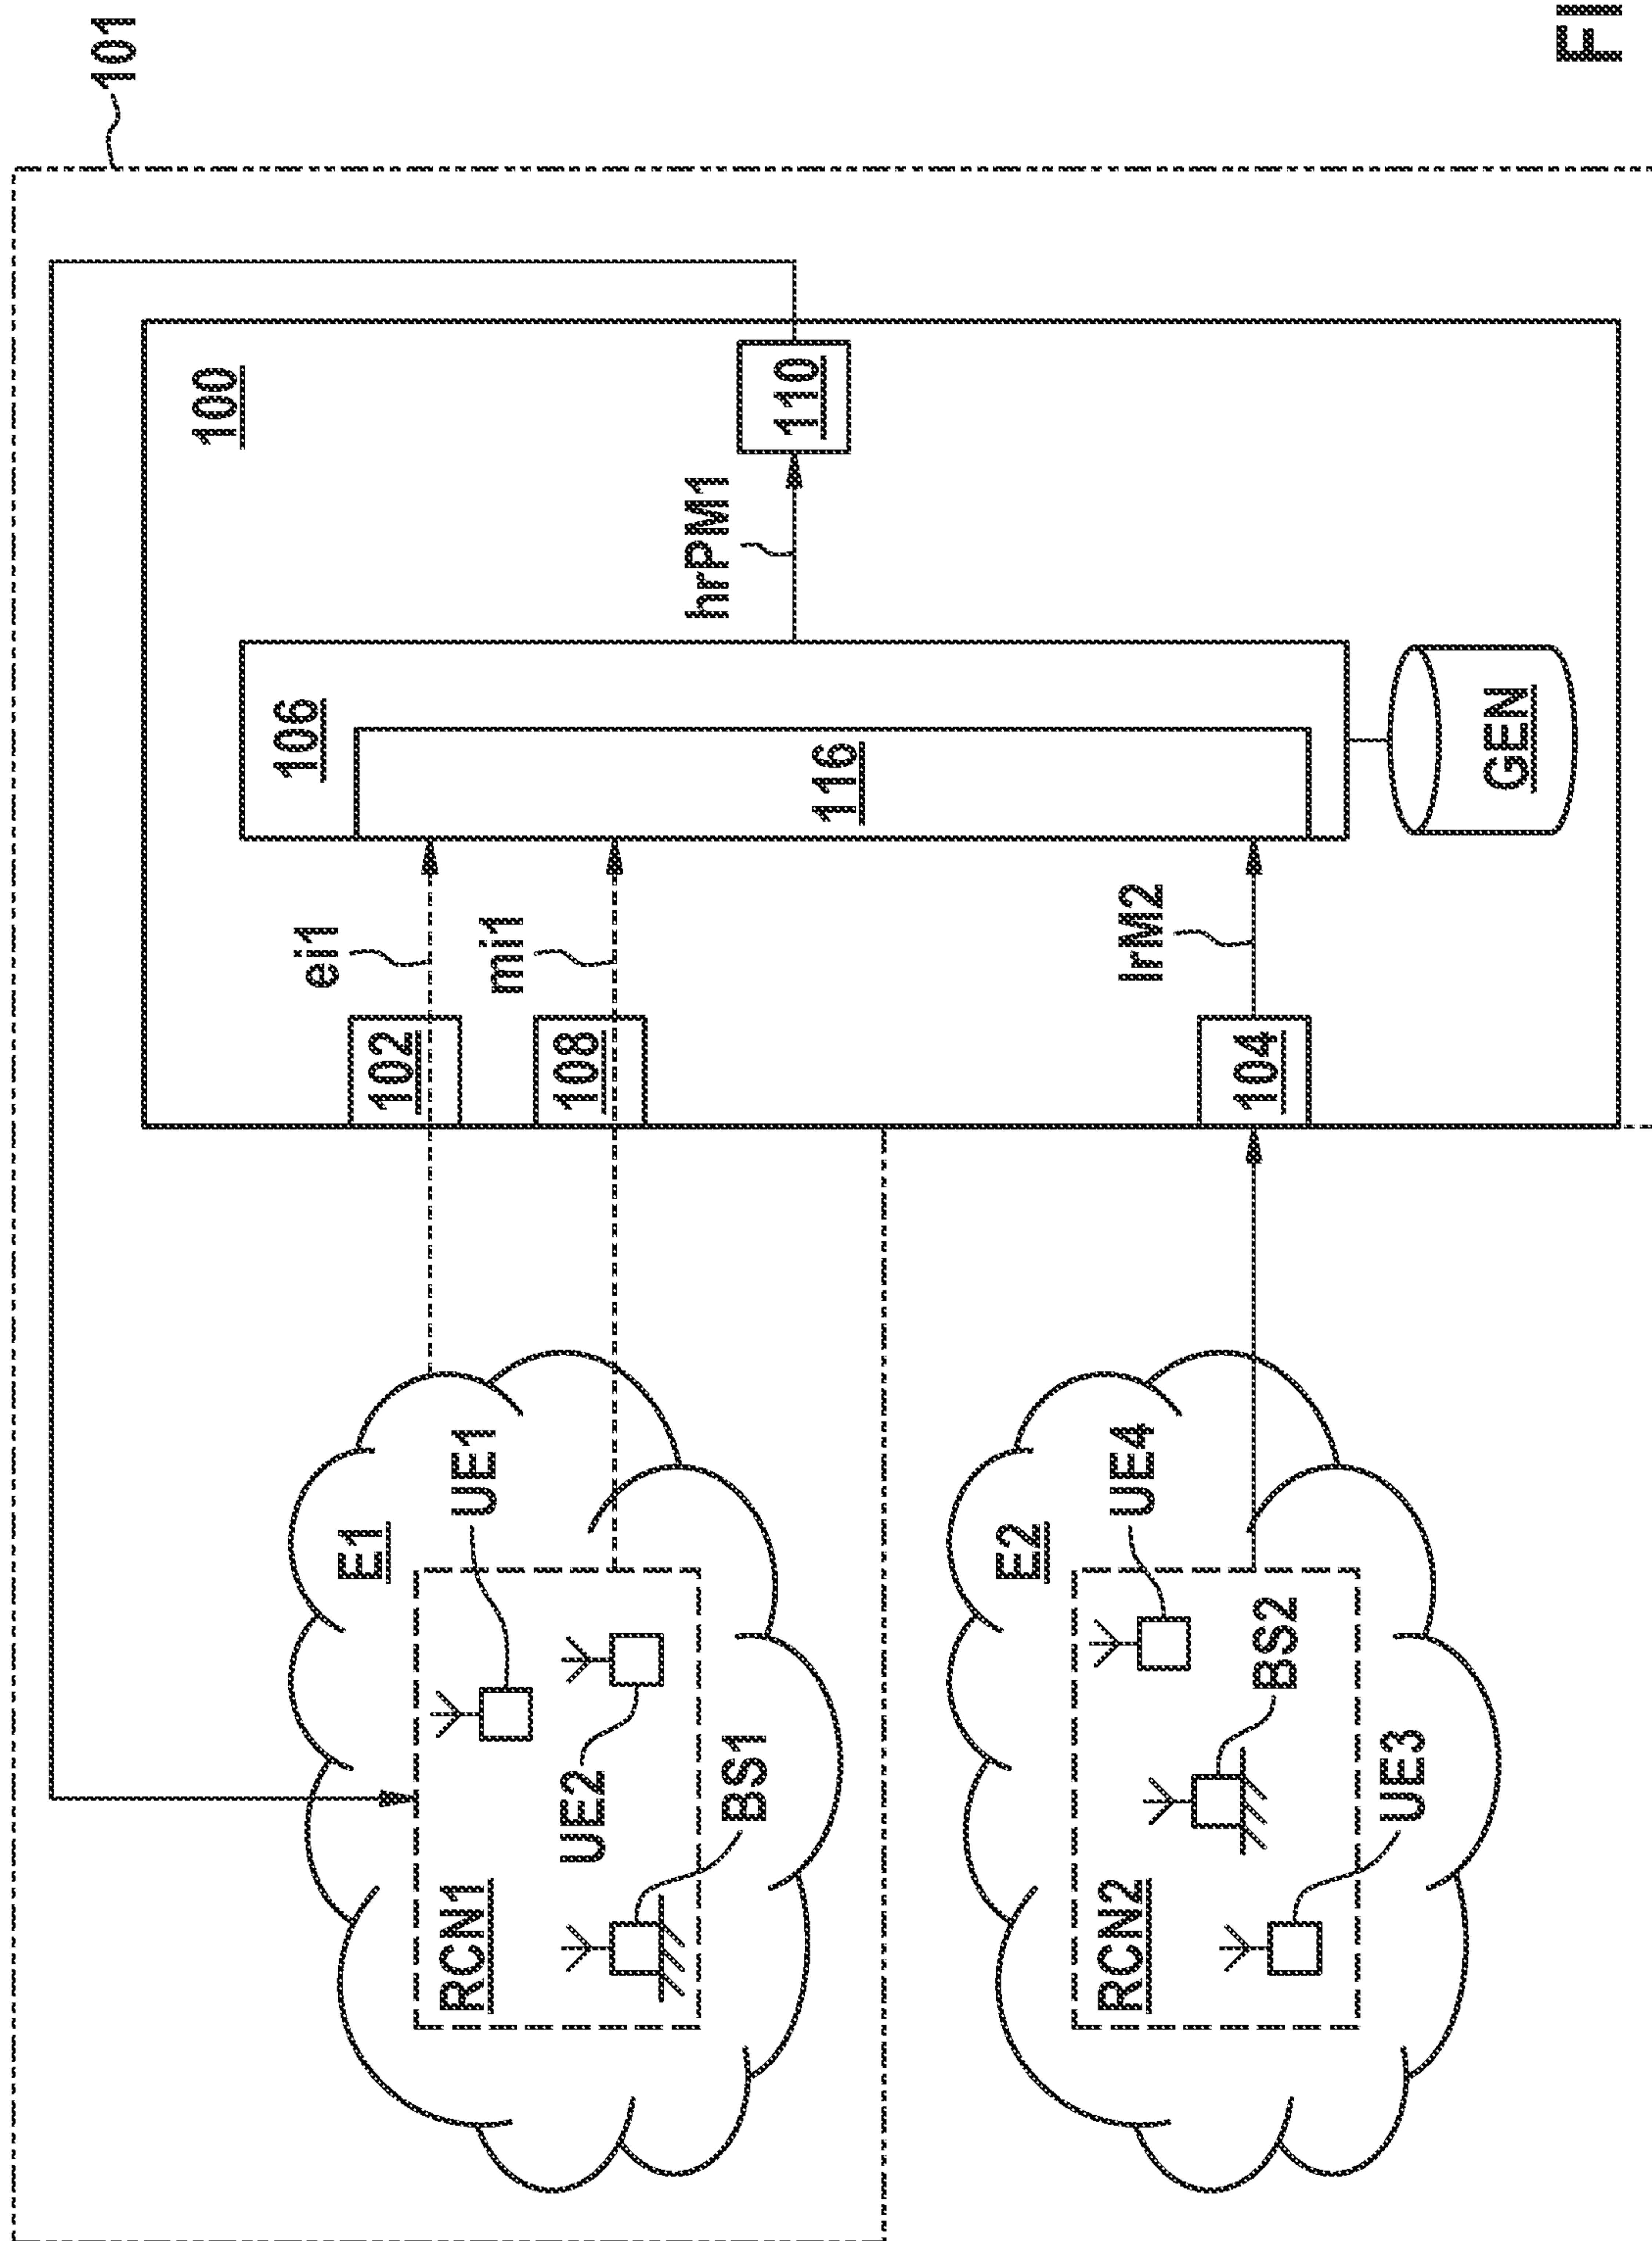 101
100
E1
UE1
RCN1
UE2
BS1
102
ei1
108
mi1
106
116
hrPM1
110
E2
UE4
RCN2
BS2
UE3
104
lrM2
GEN
FI